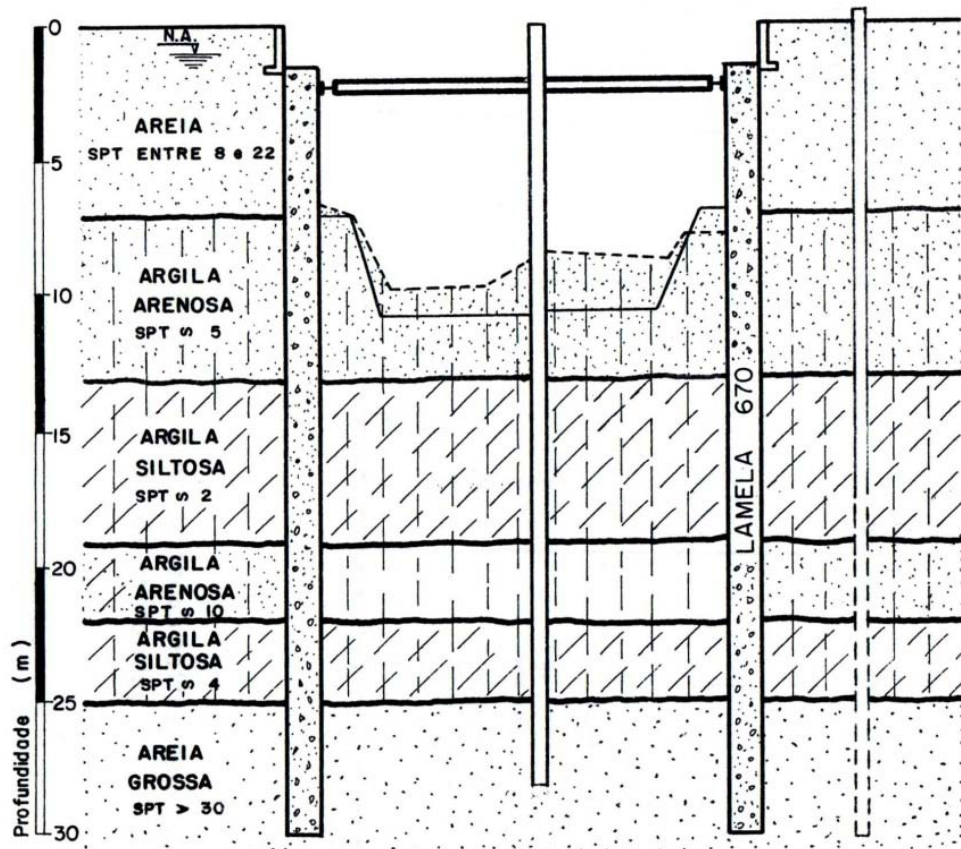 0
N.A.
AREIA
SPT ENTRE 8 e 22
5
ARGILA
ARENOSA
SPT ≤ 5
10
ARGILA
SILTOSA
SPT ≤ 2
15
LAMELA 670
ARGILA
ARENOSA
SPT ≤ 10
20
ARGILA
SILTOSA
SPT ≤ 4
25
AREIA
GROSSA
SPT > 30
30
Profundidade (m)